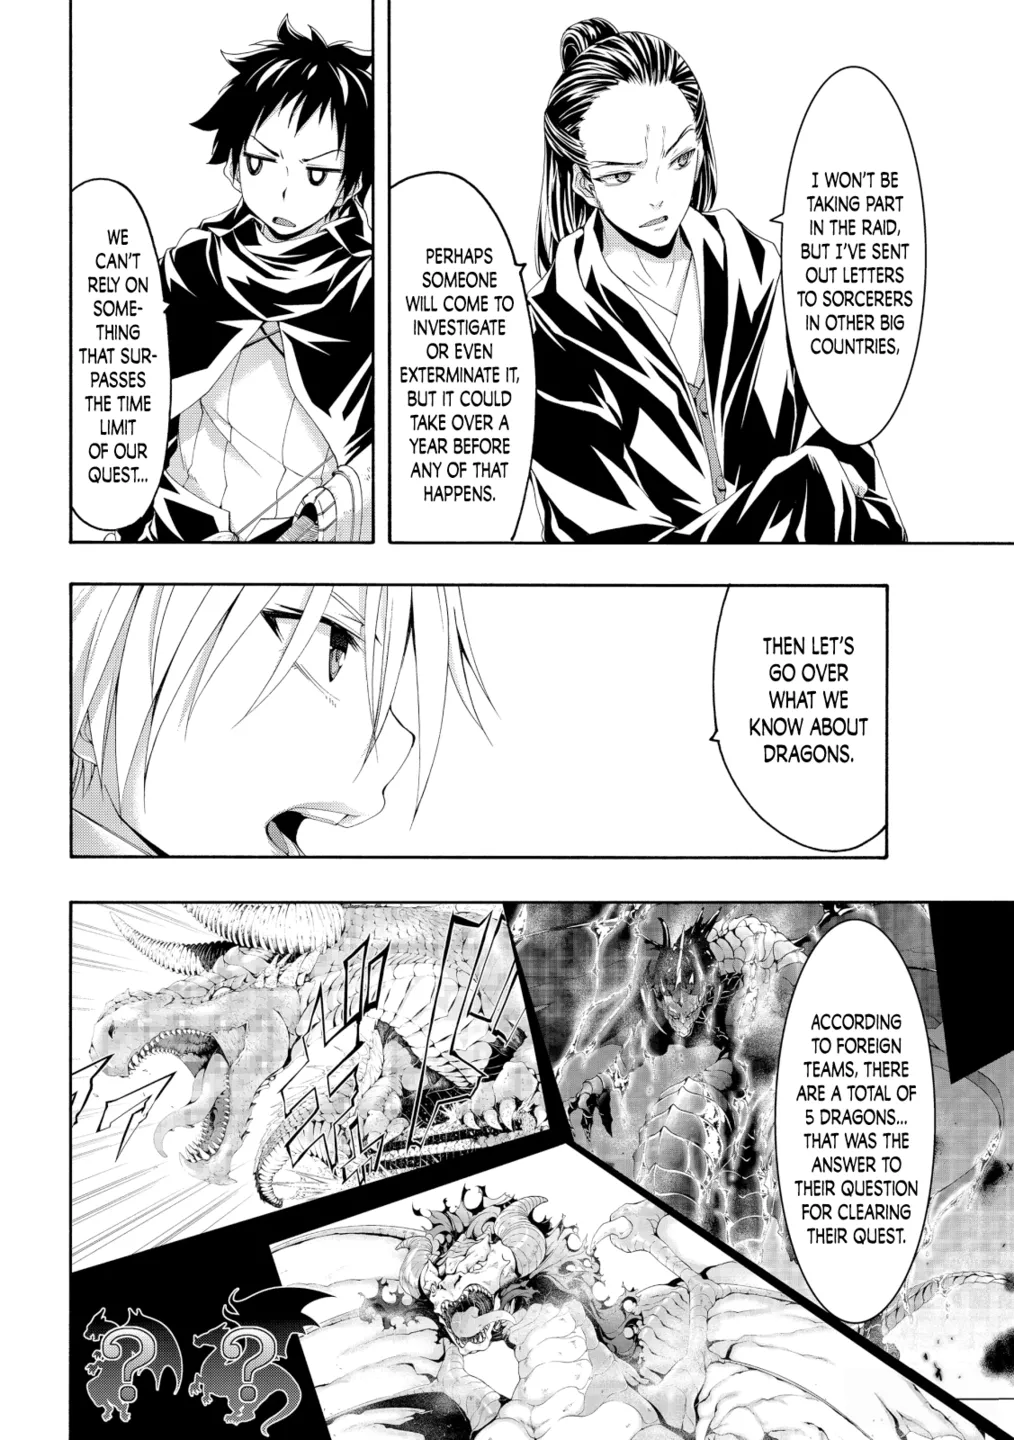 I WON'T BE
TAKING PART
IN THE RAID,
BUT I'VE SENT
OUT LETTERS
TO SORCERERS
IN OTHER BIG
COUNTRIES,
PERHAPS
SOMEONE
WILL COME TO
INVESTIGATE
OR EVEN
EXTERMINATE IT,
BUT IT COULD
TAKE OVER A
YEAR BEFORE
ANY OF THAT
HAPPENS.
WE
CAN'T
RELY ON
SOME-
THING
THAT SUR-
PASSES
THE TIME
LIMIT
OF OUR
QUEST...
THEN LET'S
GO OVER
WHAT WE
KNOW ABOUT
DRAGONS.
ACCORDING
TO FOREIGN
TEAMS, THERE
ARE A TOTAL OF
5 DRAGONS...
THAT WAS THE
ANSWER TO
THEIR QUESTION
FOR CLEARING
THEIR QUEST.
? ?